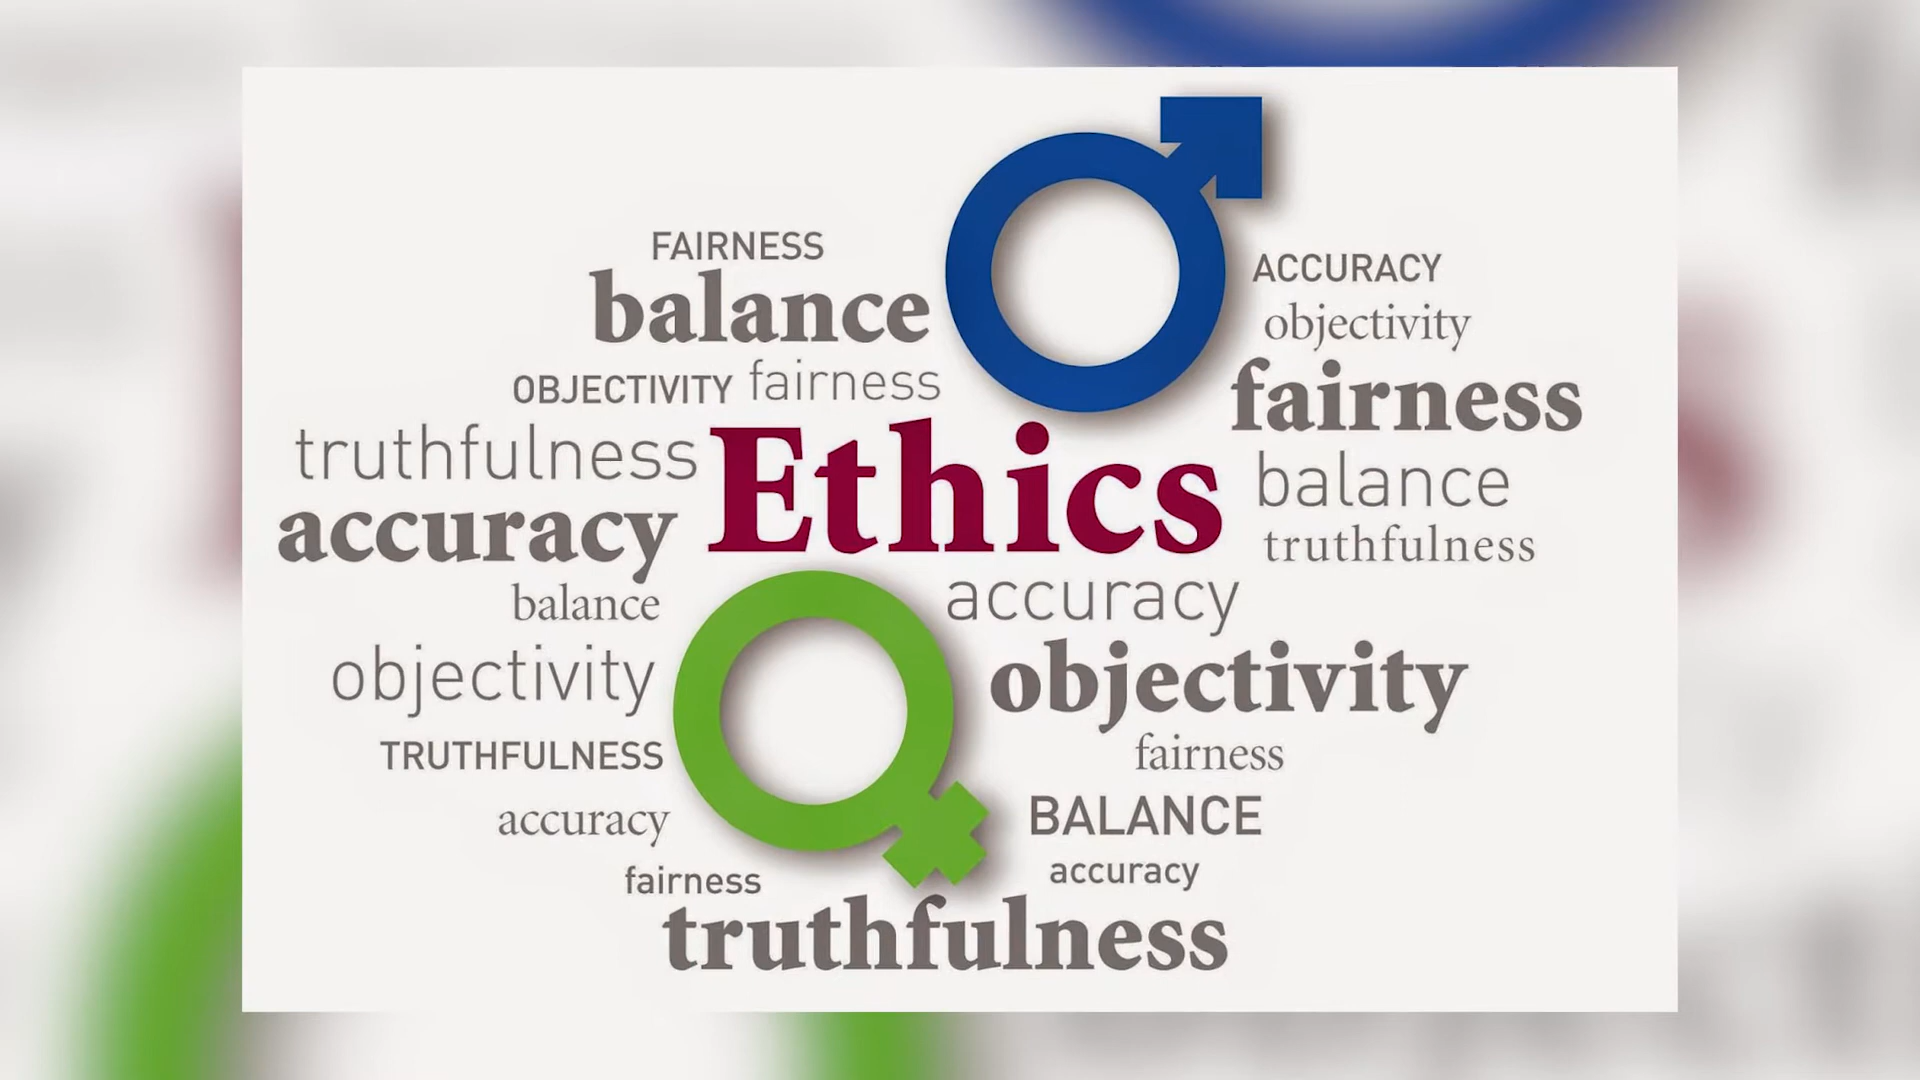 FAIRNESS
balance
OBJECTIVITY fairness
truthfulness
accuracy
balance
objectivity
TRUTHFULNESS
accuracy
fairness
truthfulness
Ethics
ACCURACY
objectivity
fairness
balance
truthfulness
accuracy
objectivity
fairness
BALANCE
accuracy